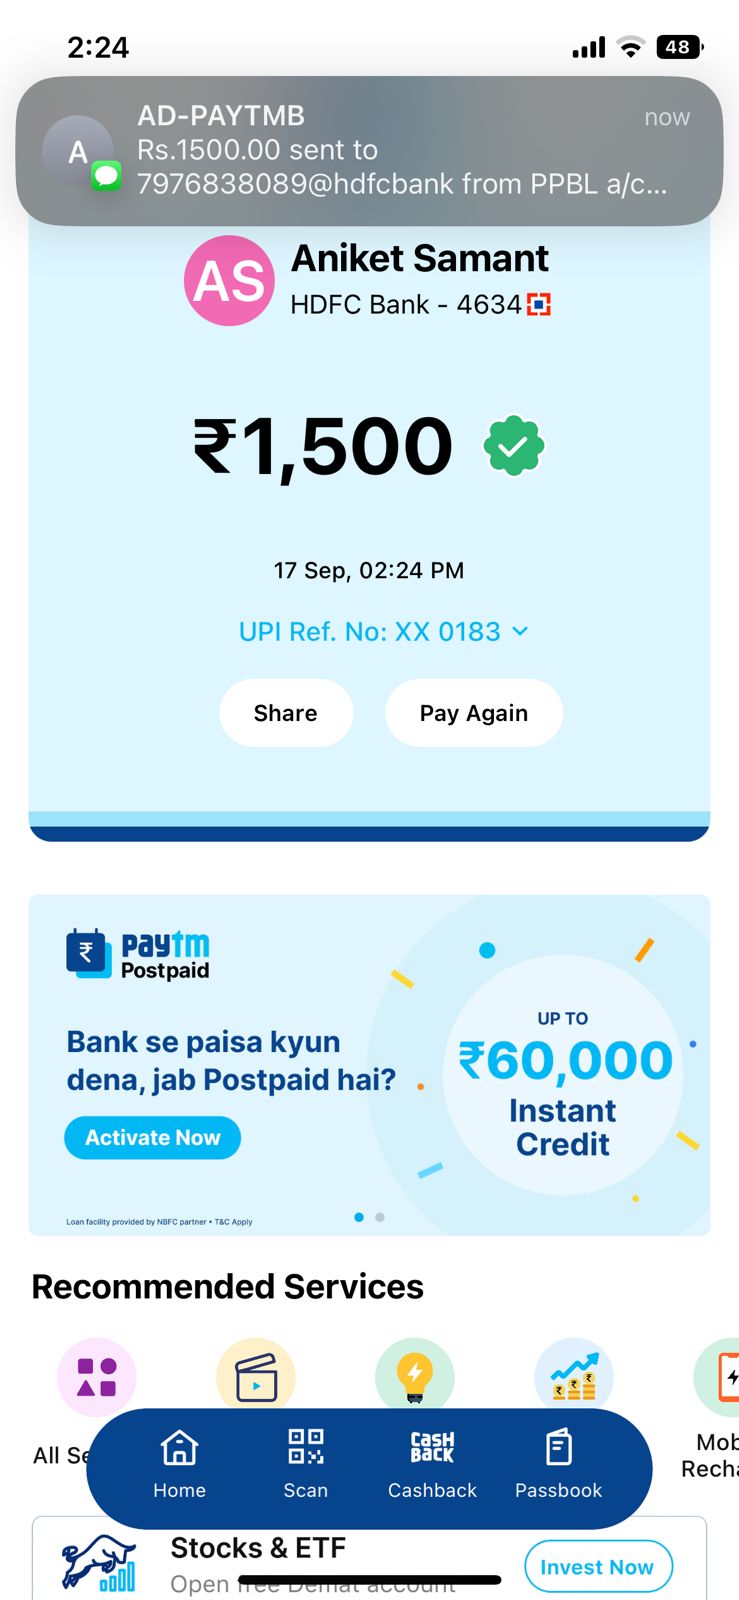 2:24
48
AD-PAYTMB
now
A
Rs.1500.00 sent to
7976838089@hdfcbank from PPBL a/c...
AS
Aniket Samant
HDFC Bank - 4634
₹1,500
17 Sep, 02:24 PM
UPI Ref. No: XX 0183
Share
Pay Again
₹
paytm
Postpaid
Bank se paisa kyun
dena, jab Postpaid hai?
Activate Now
UP TO
₹60,000
Instant
Credit
Loan facility provided by NBFC partner • T&C Apply
Recommended Services
All Se
Mob
Recha
CASH
BACK
Home
Scan
Cashback
Passbook
Stocks & ETF
Open free Demat account
Invest Now